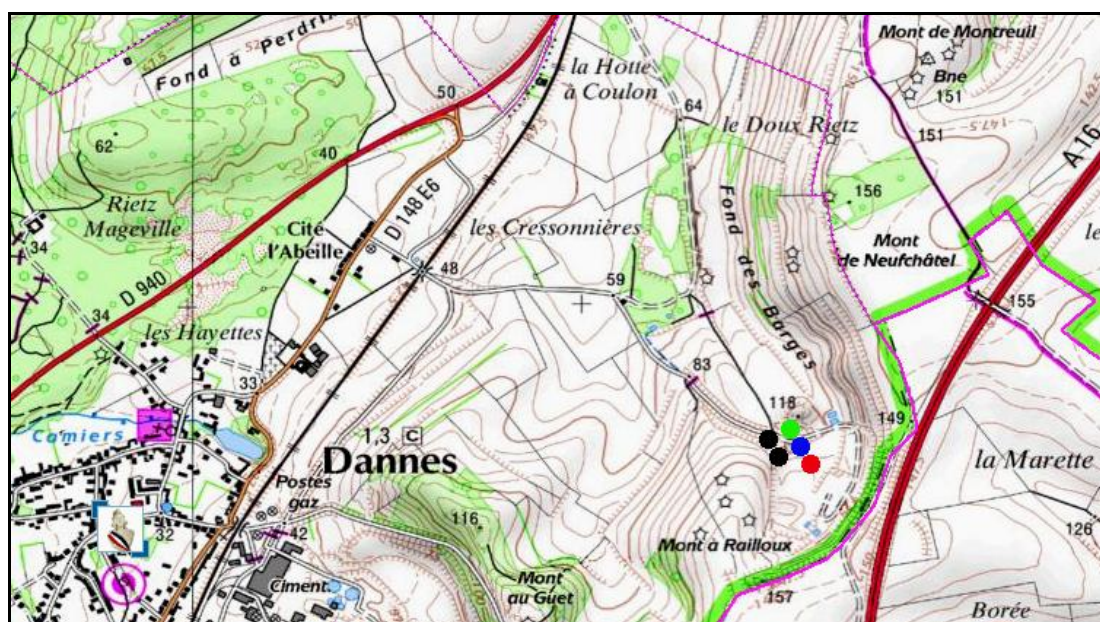 Fond à Perdrix
Mont de Montreuil
Bne
151
la Hotte
à Coulon
50
64
62
151
le Doux Rietz
A 16
40
Rietz
Mageville
156
D 148 E6
Cité
l'Abeille
les Cressonnières
Fond des Barges
Mont
de Neufchâtel
le
34
D 940
48
59
155
34
les Hayettes
83
33
118
149
Camiers
1,3 C
Dannes
la Marette
Postes
gaz
116
32
42
126
Mont à Railloux
Ciment.
Mont
au Guet
157
Borée